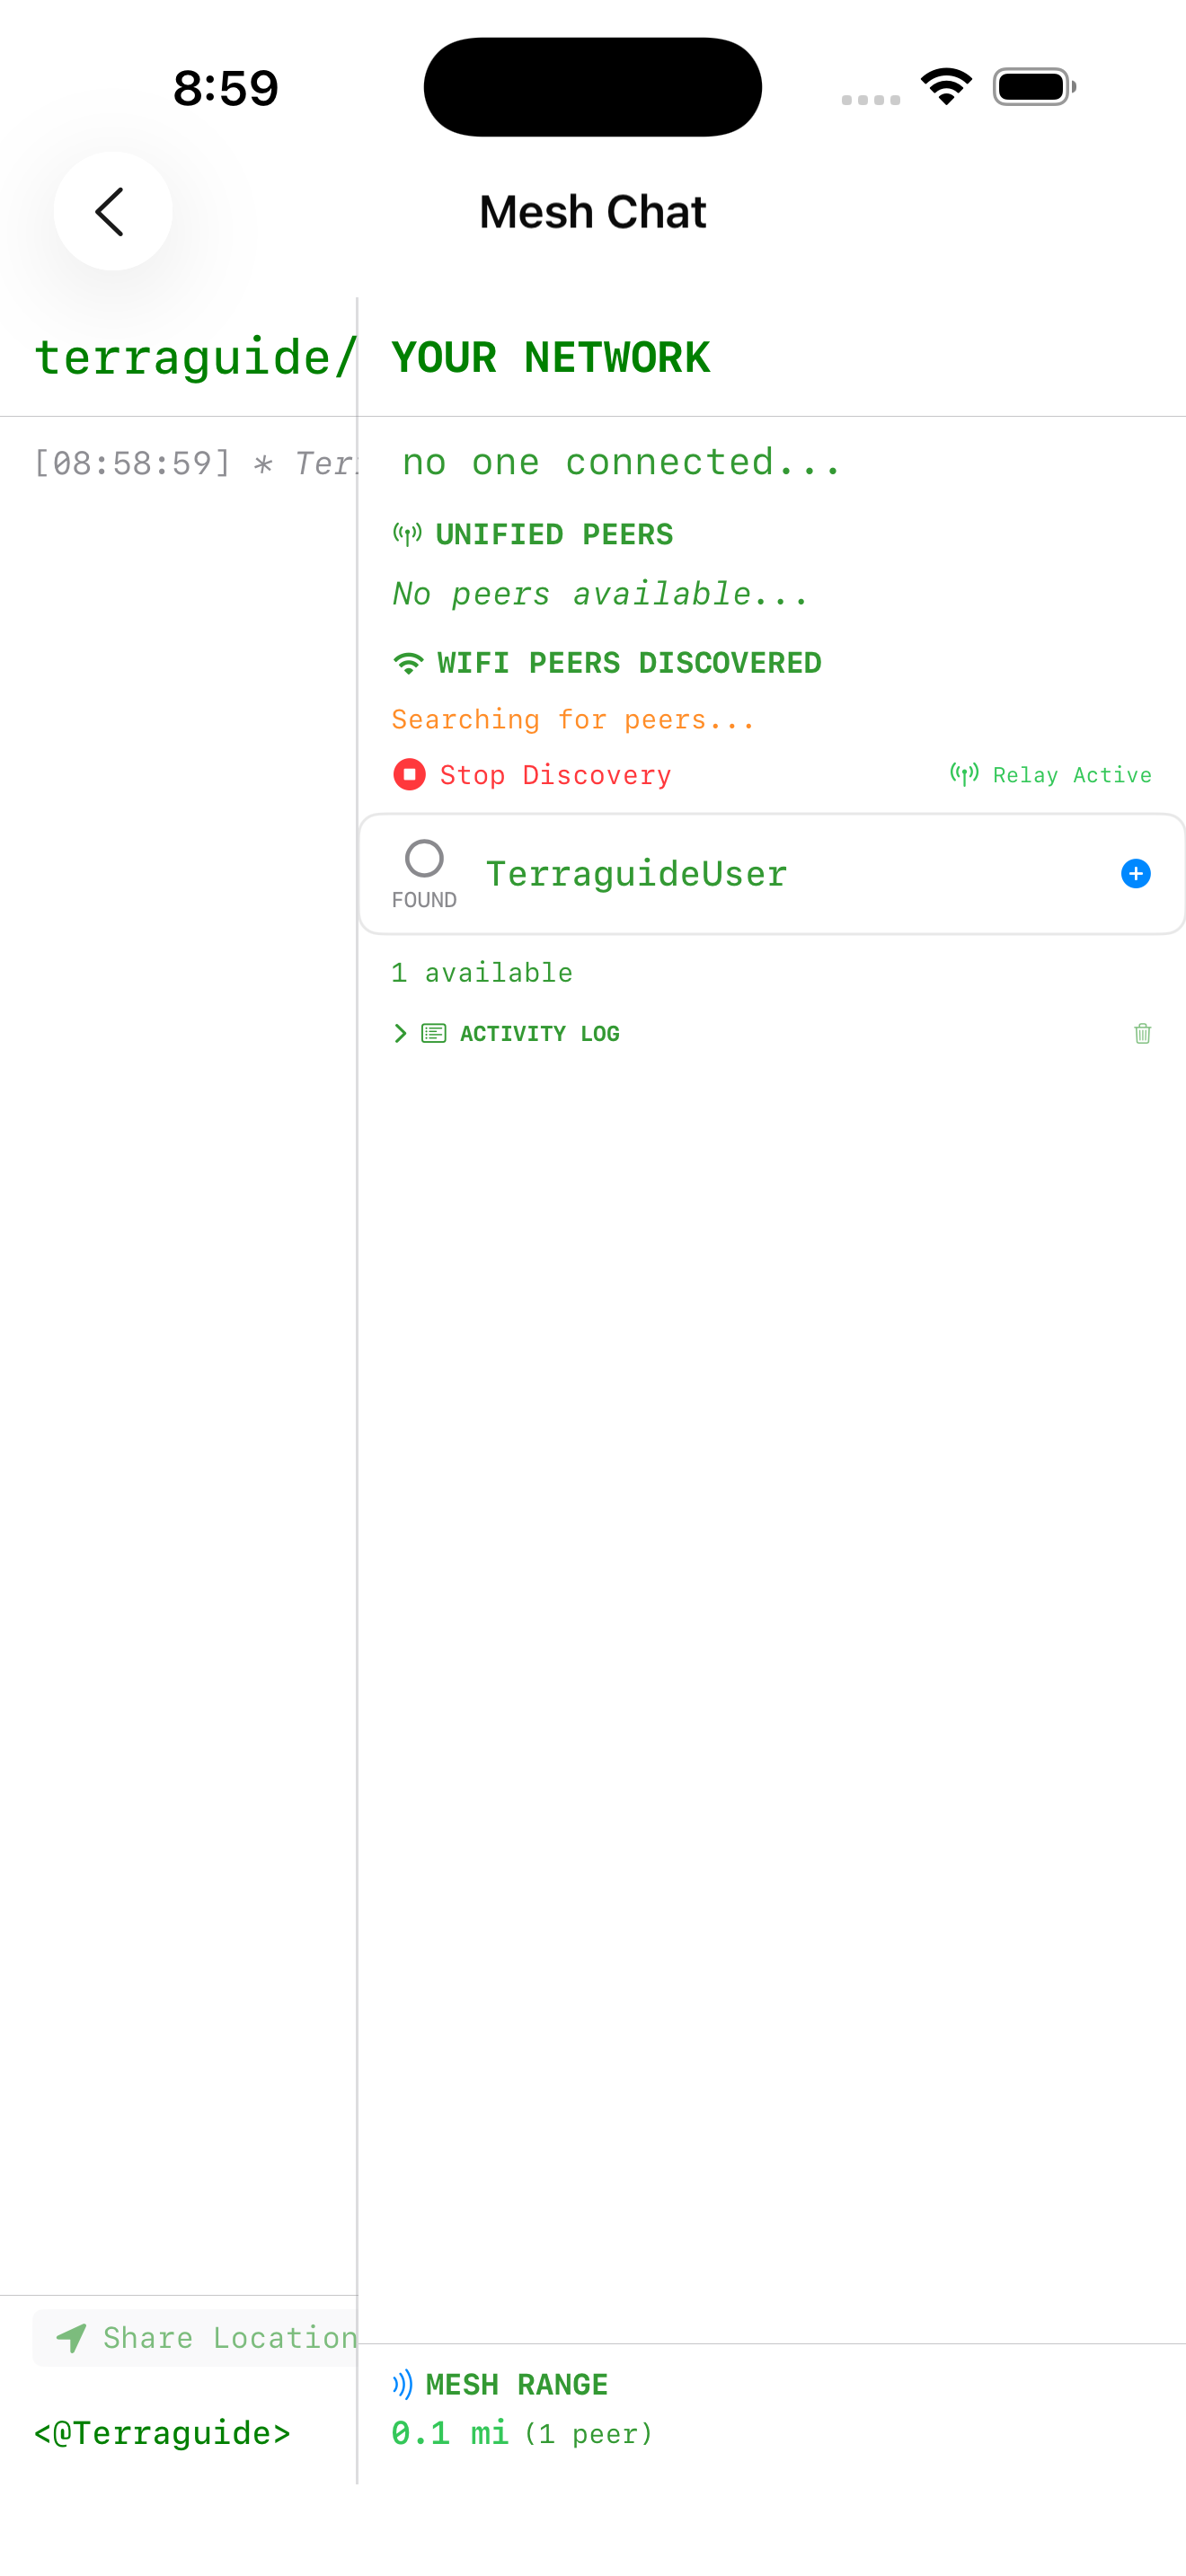 8:59
Mesh Chat
terraguide/
YOUR NETWORK
[08:58:59] * Ter
no one connected...
UNIFIED PEERS
No peers available...
WIFI PEERS DISCOVERED
Searching for peers...
Stop Discovery
Relay Active
FOUND
TerraguideUser
1 available
ACTIVITY LOG
Share Location
MESH RANGE
<@Terraguide>
0.1 mi (1 peer)